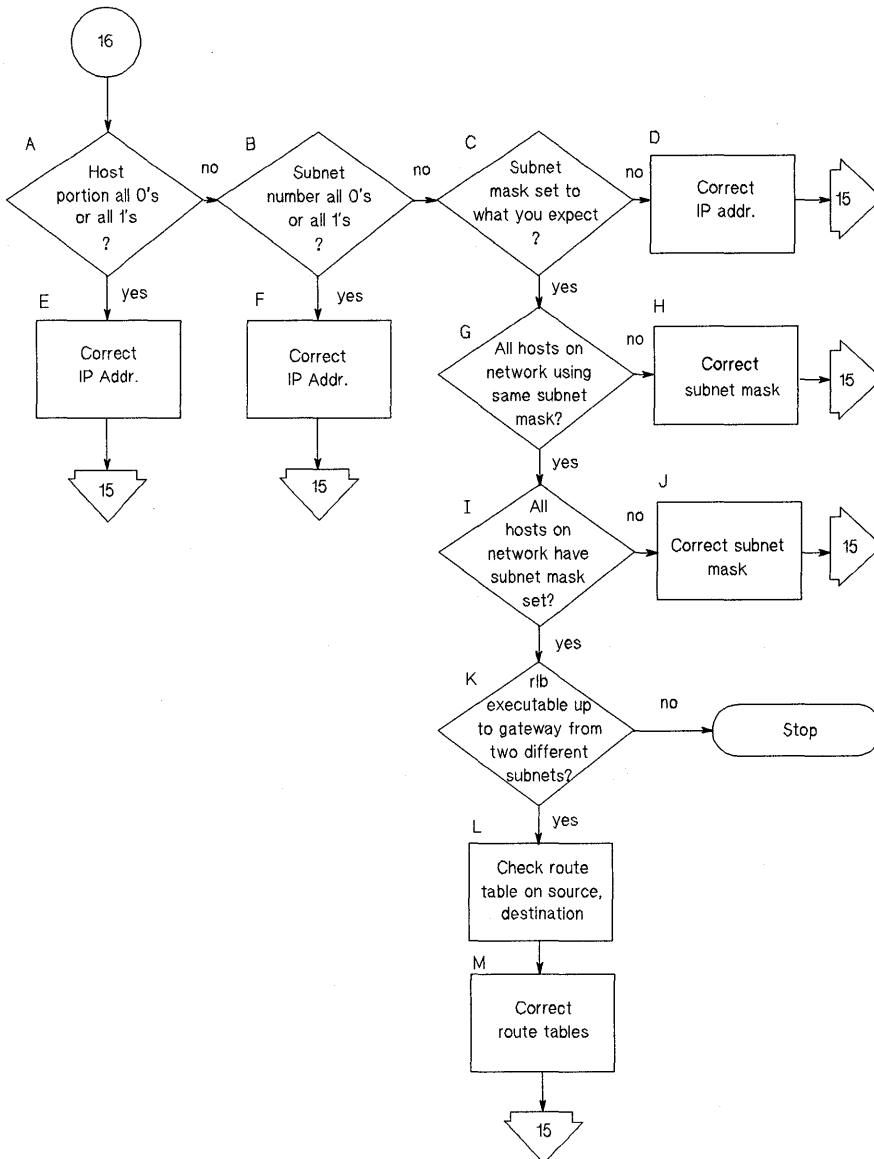 16
A
Host
portion all 0's
or all 1's
?
no
B
Subnet
number all 0's
or all 1's
?
no
C
Subnet
mask set to
what you expect
?
no
D
Correct
IP addr.
15
yes
E
Correct
IP Addr.
15
yes
F
Correct
IP Addr.
15
yes
G
All hosts on
network using
same subnet
mask?
no
H
Correct
subnet mask
15
yes
I
All
hosts on
network have
subnet mask
set?
no
J
Correct subnet
mask
15
yes
K
rlb
executable up
to gateway from
two different
subnets?
no
Stop
yes
L
Check route
table on source,
destination
M
Correct
route tables
15